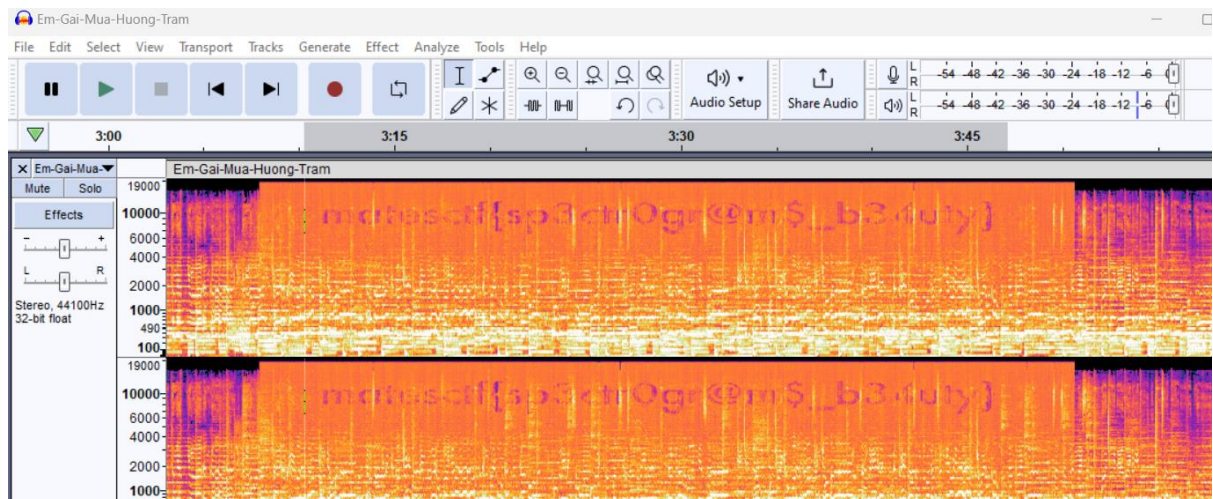 Em-Gai-Mua-Huong-Tram
File Edit Select View Transport Tracks Generate Effect Analyze Tools Help
Audio Setup
Share Audio
L
R
-54 -48 -42 -36 -30 -24 -18 -12 -6 0
L
R
-54 -48 -42 -36 -30 -24 -18 -12 -6 0
3:00 3:15 3:30 3:45
Em-Gai-Mua-
Em-Gai-Mua-Huong-Tram
Mute Solo
Effects
- +
L R
Stereo, 44100Hz
32-bit float
19000
10000
6000
4000
2000
1000
490
100
matesctf{sp3ctr0gr@m$_b34uty}
19000
10000
6000
4000
2000
1000
matesctf{sp3ctr0gr@m$_b34uty}